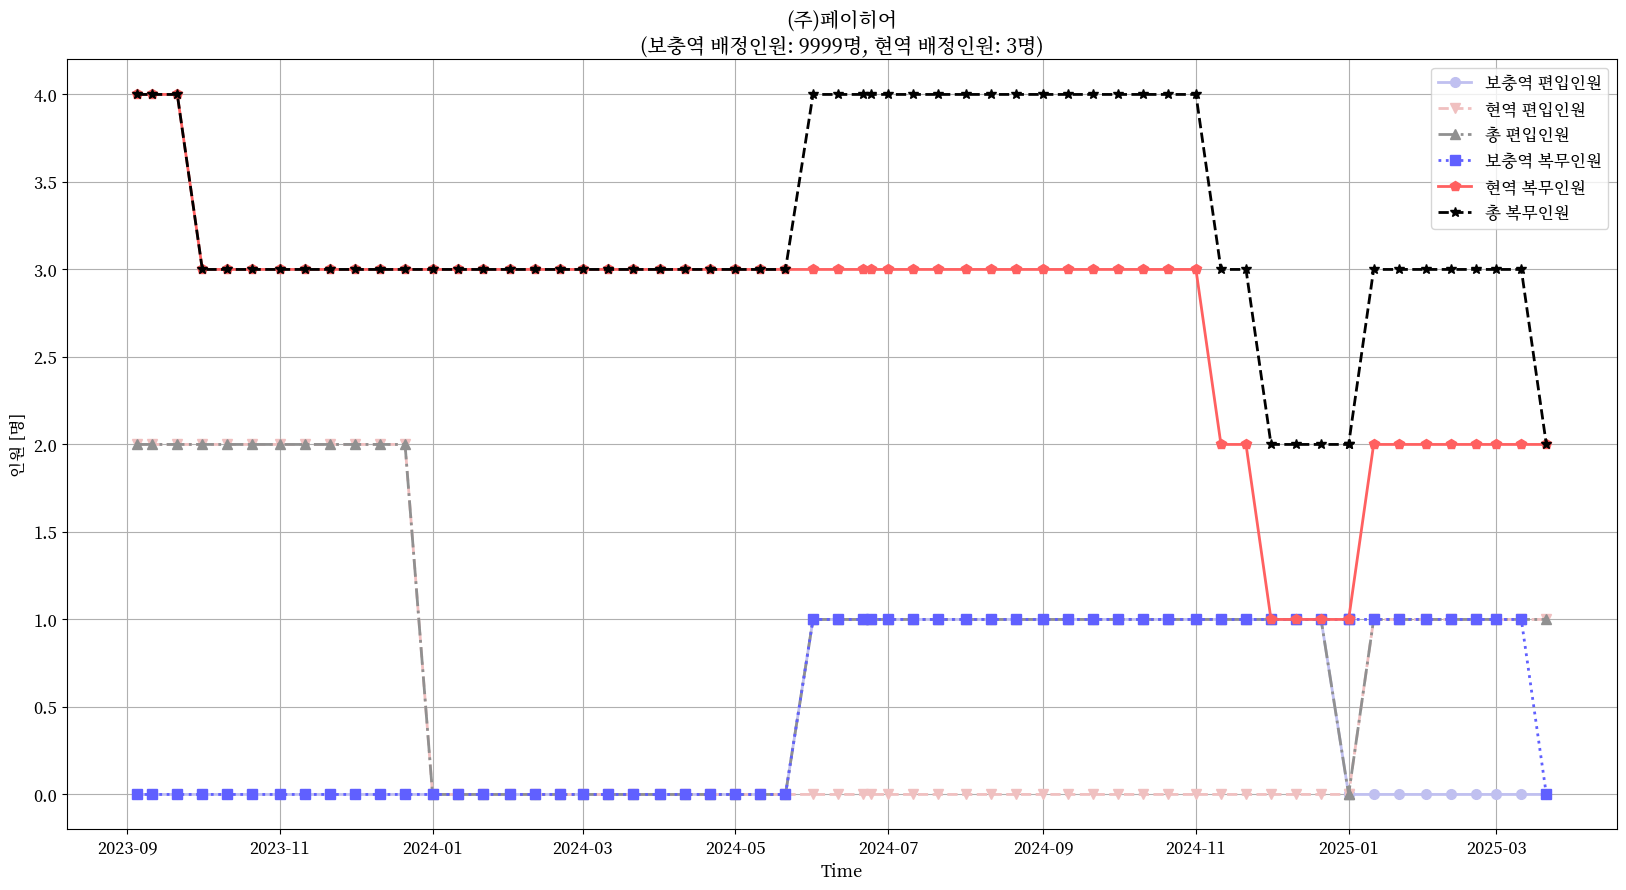 (주)페이히어
(보충역 배정인원: 9999명, 현역 배정인원: 3명)
인원 [명]
4.0
3.5
3.0
2.5
2.0
1.5
1.0
0.5
0.0
보충역 편입인원
현역 편입인원
총 편입인원
보충역 복무인원
현역 복무인원
총 복무인원
2023-09
2023-11
2024-01
2024-03
2024-05
2024-07
2024-09
2024-11
2025-01
2025-03
Time